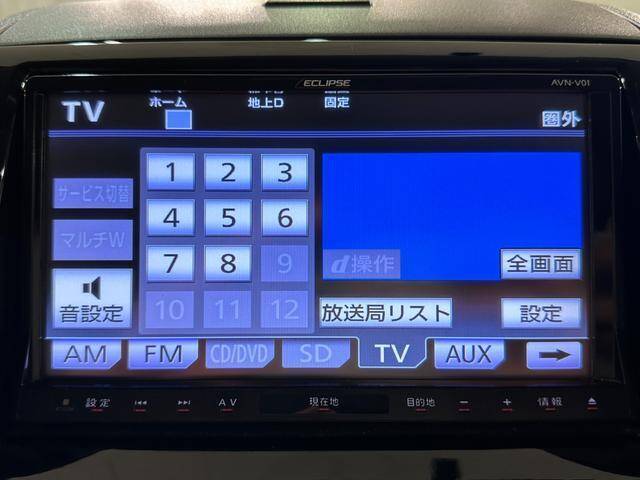 ECLIPSE
AVN-V01
TV
ホーム
地上D
固定
圏外
サービス切替
マルチW
音設定
1 2 3
4 5 6
7 8 9
10 11 12
d操作
全画面
放送局リスト
設定
AM FM CD/DVD SD TV AUX
設定
AV
現在地
目的地
− +
情報